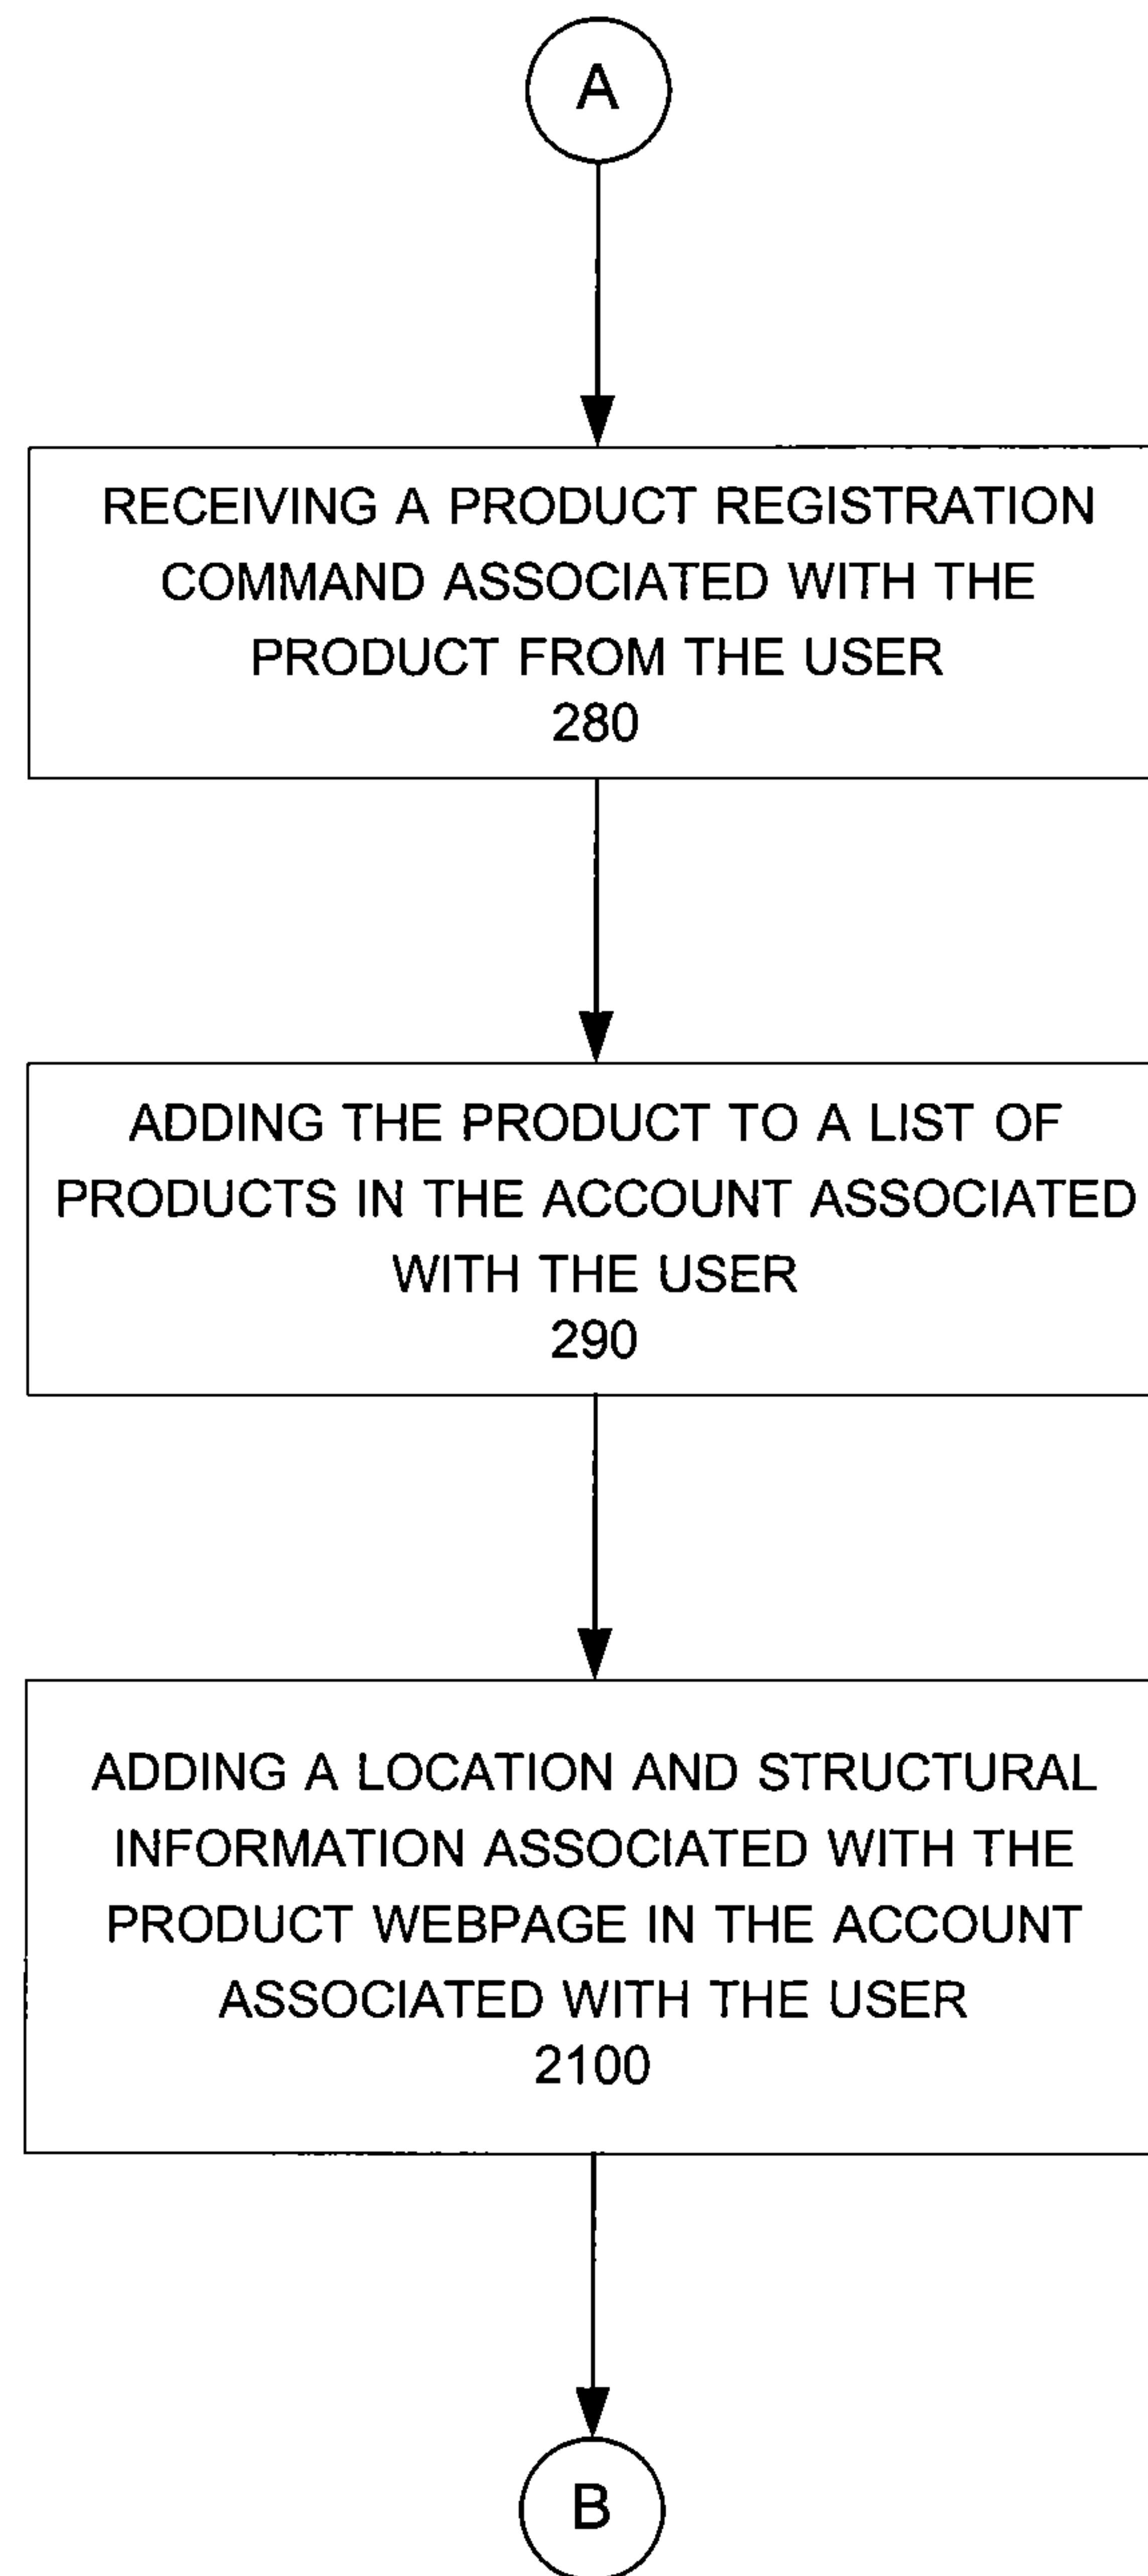 A
RECEIVING A PRODUCT REGISTRATION
COMMAND ASSOCIATED WITH THE
PRODUCT FROM THE USER
280
ADDING THE PRODUCT TO A LIST OF
PRODUCTS IN THE ACCOUNT ASSOCIATED
WITH THE USER
290
ADDING A LOCATION AND STRUCTURAL
INFORMATION ASSOCIATED WITH THE
PRODUCT WEBPAGE IN THE ACCOUNT
ASSOCIATED WITH THE USER
2100
B